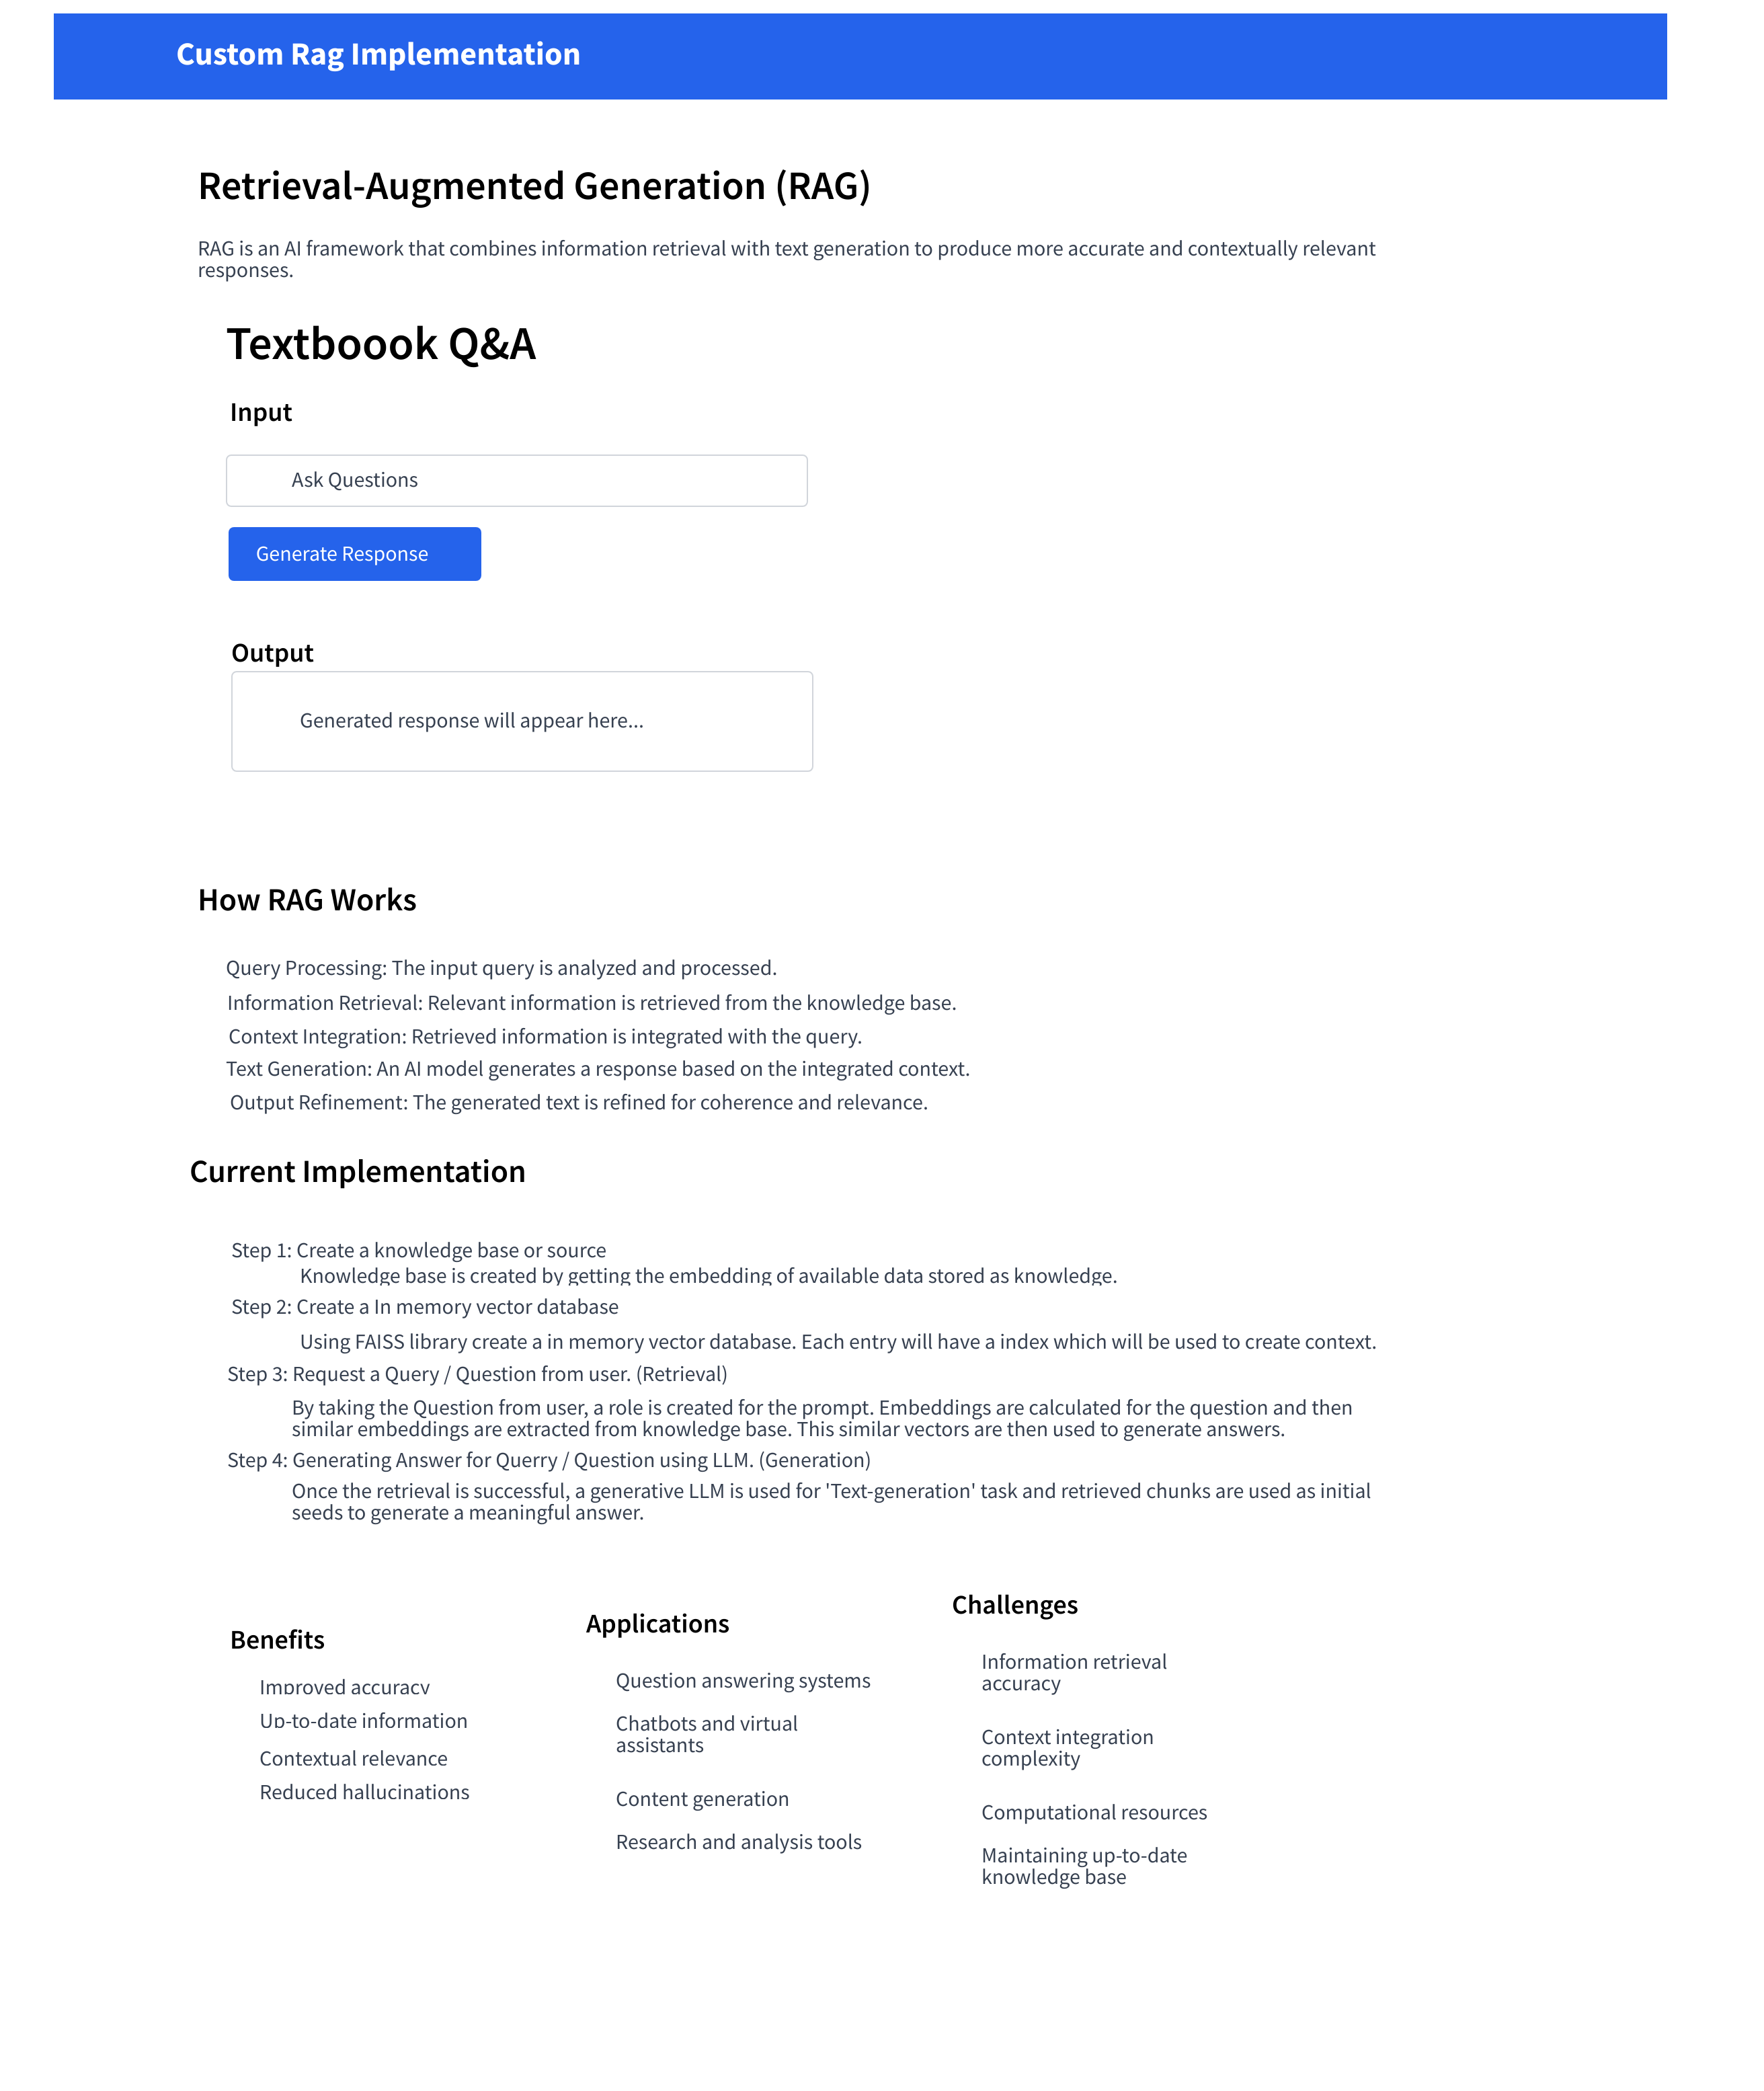 Custom Rag Implementation
Retrieval-Augmented Generation (RAG)
RAG is an AI framework that combines information retrieval with text generation to produce more accurate and contextually relevant
responses.
Textboook Q&A
Input
Ask Questions
Generate Response
Output
Generated response will appear here...
How RAG Works
Query Processing: The input query is analyzed and processed.
Information Retrieval: Relevant information is retrieved from the knowledge base.
Context Integration: Retrieved information is integrated with the query.
Text Generation: An AI model generates a response based on the integrated context.
Output Refinement: The generated text is refined for coherence and relevance.
Current Implementation
Step 1: Create a knowledge base or source
Knowledge base is created by getting the embedding of available data stored as knowledge.
Step 2: Create a In memory vector database
Using FAISS library create a in memory vector database. Each entry will have a index which will be used to create context.
Step 3: Request a Query / Question from user. (Retrieval)
By taking the Question from user, a role is created for the prompt. Embeddings are calculated for the question and then
similar embeddings are extracted from knowledge base. This similar vectors are then used to generate answers.
Step 4: Generating Answer for Querry / Question using LLM. (Generation)
Once the retrieval is successful, a generative LLM is used for 'Text-generation' task and retrieved chunks are used as initial
seeds to generate a meaningful answer.
Benefits
Improved accuracy
Up-to-date information
Contextual relevance
Reduced hallucinations
Applications
Question answering systems
Chatbots and virtual
assistants
Content generation
Research and analysis tools
Challenges
Information retrieval
accuracy
Context integration
complexity
Computational resources
Maintaining up-to-date
knowledge base